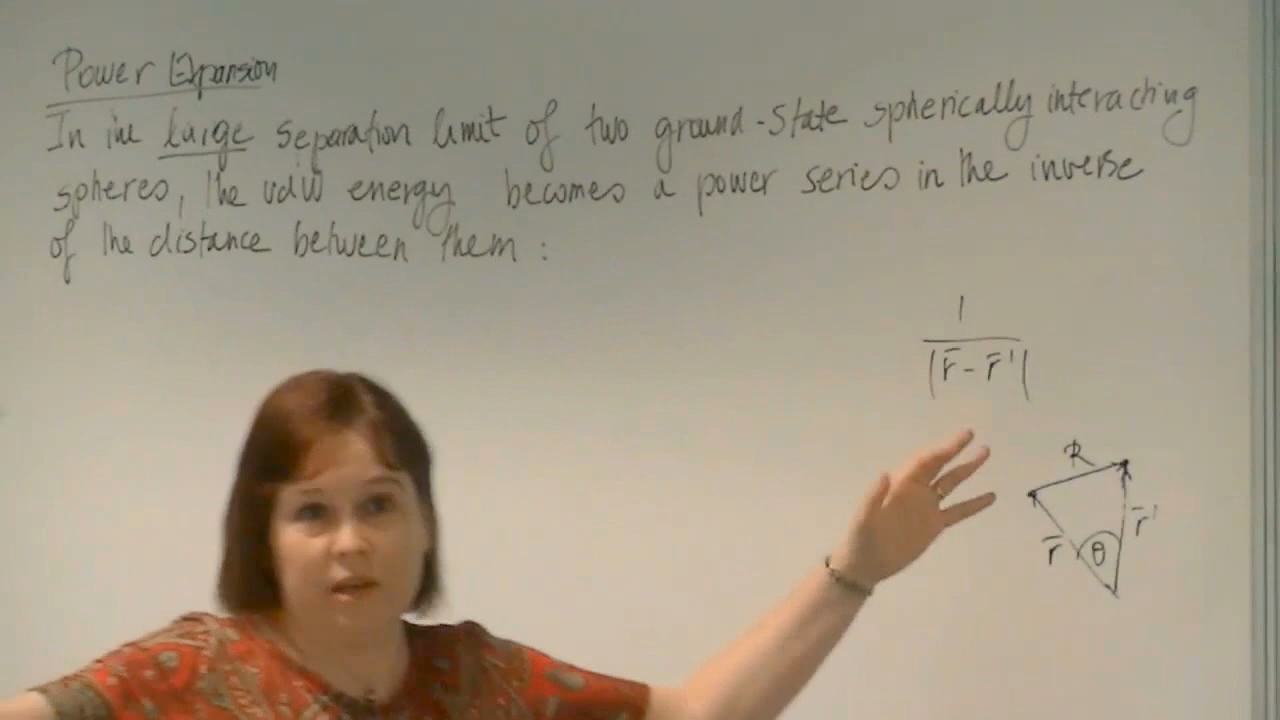 Power Expansion
In the large separation limit of two ground-state spherically interacting
spheres, the vdW energy becomes a power series in the inverse
of the distance between them :
1
|r̄ - r̄'|
R
r̄ θ r̄'